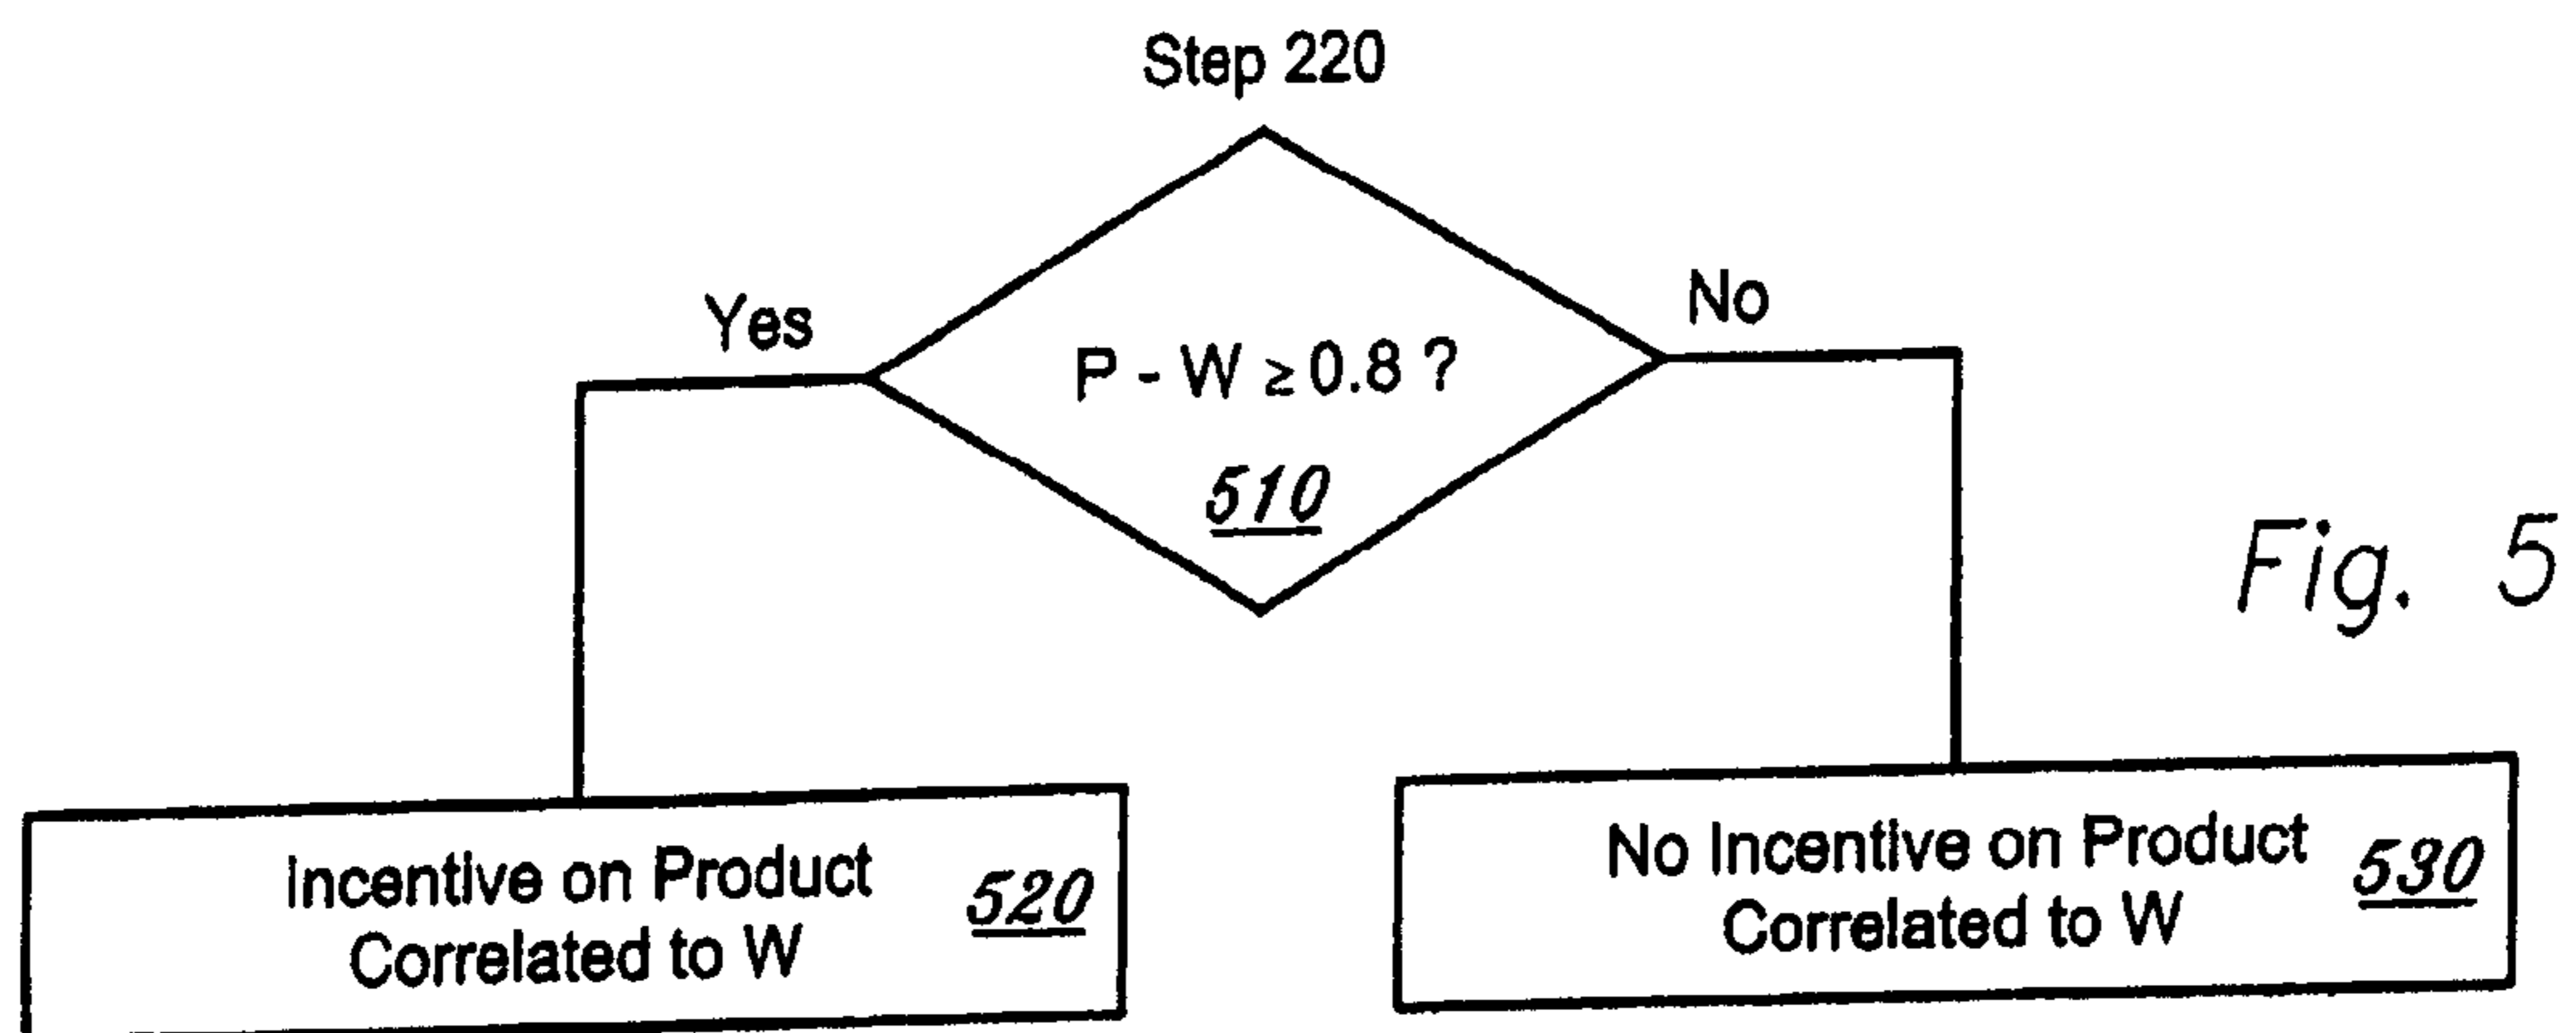 Step 220
Yes
No
P - W ≥ 0.8 ?
510
Fig. 5
Incentive on Product
Correlated to W
520
No Incentive on Product
Correlated to W
530